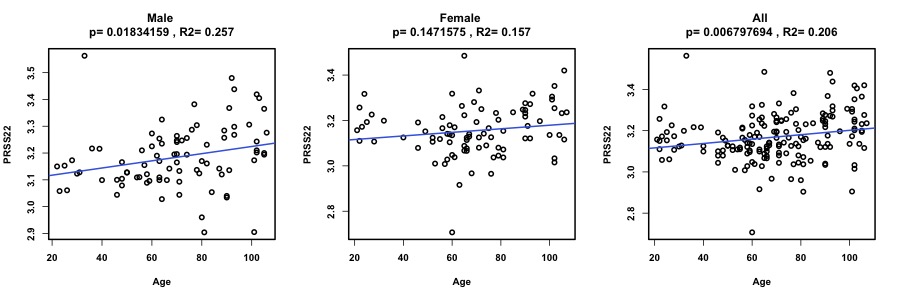 Male
p= 0.01834159 , R2= 0.257
PRSS22
3.5
3.4
3.3
3.2
3.1
3.0
2.9
20 40 60 80 100
Age
Female
p= 0.1471575 , R2= 0.157
PRSS22
3.4
3.2
3.0
2.8
20 40 60 80 100
Age
All
p= 0.006797694 , R2= 0.206
PRSS22
3.4
3.2
3.0
2.8
20 40 60 80 100
Age